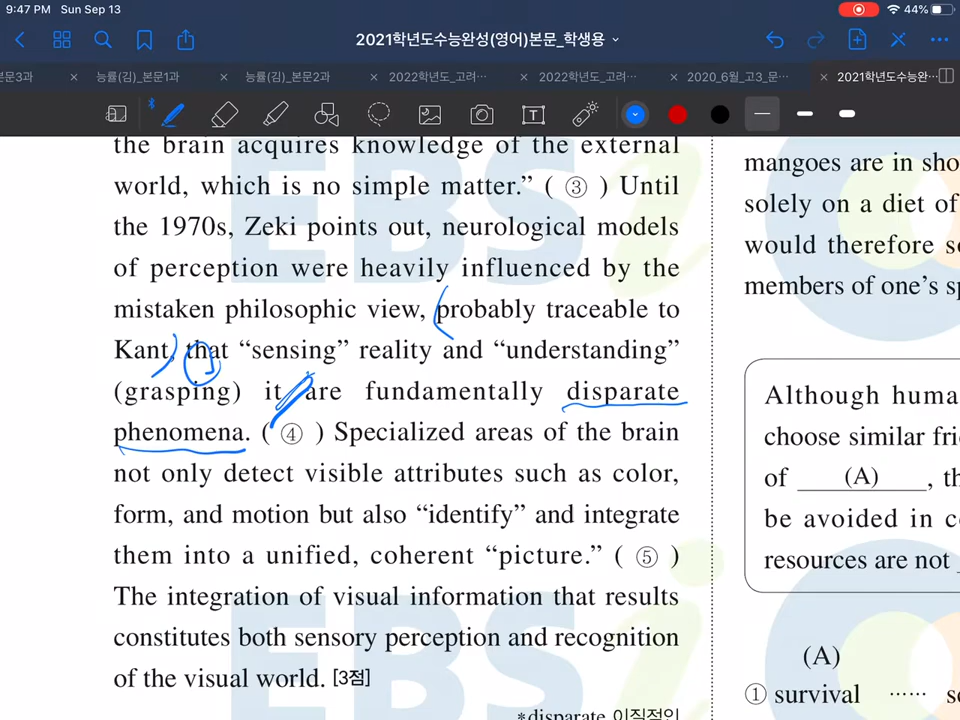 9:47 PM Sun Sep 13
44%
2021학년도수능완성(영어)본문_학생용
본문3과
능률(김)_본문1과
능률(김)_본문2과
2022학년도_고려…
2022학년도_고려…
2020_6월_고3_문…
2021학년도수능완…
the brain acquires knowledge of the external
world, which is no simple matter.” ( ③ ) Until
the 1970s, Zeki points out, neurological models
of perception were heavily influenced by the
mistaken philosophic view, probably traceable to
Kant, that “sensing” reality and “understanding”
(grasping) it are fundamentally disparate
phenomena. ( ④ ) Specialized areas of the brain
not only detect visible attributes such as color,
form, and motion but also “identify” and integrate
them into a unified, coherent “picture.” ( ⑤ )
The integration of visual information that results
constitutes both sensory perception and recognition
of the visual world. [3점]
*disparate 이질적인
mangoes are in sho
solely on a diet of
would therefore so
members of one’s sp
Although huma
choose similar frie
of (A) , th
be avoided in c
resources are not
(A)
① survival …… so
EBSi
EBSi